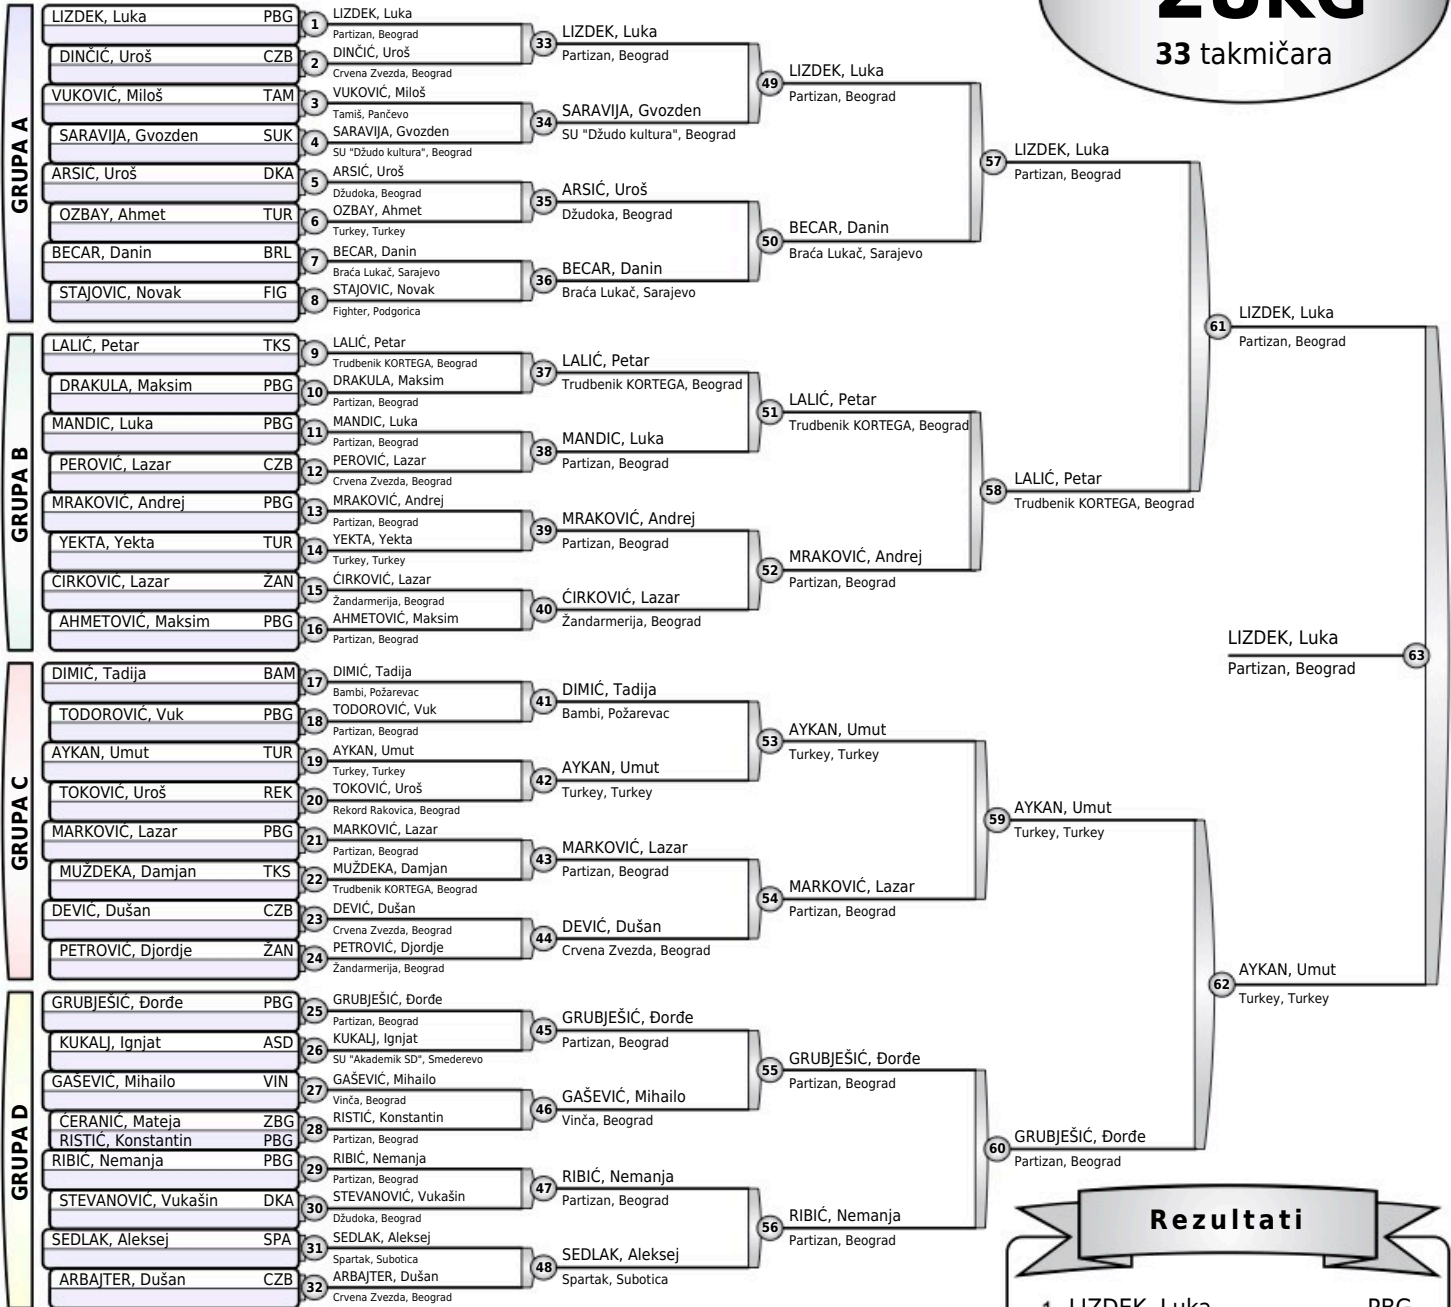 33 takmičara
GRUPA A
LIZDEK, Luka PBG
DINČIĆ, Uroš CZB
VUKOVIĆ, Miloš TAM
SARAVIJA, Gvozden SUK
ARSIĆ, Uroš DKA
OZBAY, Ahmet TUR
BECAR, Danin BRL
STAJOVIC, Novak FIG
GRUPA B
LALIĆ, Petar TKS
DRAKULA, Maksim PBG
MANDIC, Luka PBG
PEROVIĆ, Lazar CZB
MRAKOVIĆ, Andrej PBG
YEKTA, Yekta TUR
ĆIRKOVIĆ, Lazar ŽAN
AHMETOVIĆ, Maksim PBG
GRUPA C
DIMIĆ, Tadija BAM
TODOROVIĆ, Vuk PBG
AYKAN, Umut TUR
TOKOVIĆ, Uroš REK
MARKOVIĆ, Lazar PBG
MUŽDEKA, Damjan TKS
DEVIĆ, Dušan CZB
PETROVIĆ, Djordje ŽAN
GRUPA D
GRUBJEŠIĆ, Đorđe PBG
KUKALJ, Ignjat ASD
GAŠEVIĆ, Mihailo VIN
ĆERANIĆ, Mateja ZBG
RISTIĆ, Konstantin PBG
RIBIĆ, Nemanja PBG
STEVANOVIĆ, Vukašin DKA
SEDLAK, Aleksej SPA
ARBAJTER, Dušan CZB
1 LIZDEK, Luka
Partizan, Beograd
2 DINČIĆ, Uroš
Crvena Zvezda, Beograd
3 VUKOVIĆ, Miloš
Tamiš, Pančevo
4 SARAVIJA, Gvozden
SU "Džudo kultura", Beograd
5 ARSIĆ, Uroš
Džudoka, Beograd
6 OZBAY, Ahmet
Turkey, Turkey
7 BECAR, Danin
Braća Lukač, Sarajevo
8 STAJOVIC, Novak
Fighter, Podgorica
9 LALIĆ, Petar
Trudbenik KORTEGA, Beograd
10 DRAKULA, Maksim
Partizan, Beograd
11 MANDIC, Luka
Partizan, Beograd
12 PEROVIĆ, Lazar
Crvena Zvezda, Beograd
13 MRAKOVIĆ, Andrej
Partizan, Beograd
14 YEKTA, Yekta
Turkey, Turkey
15 ĆIRKOVIĆ, Lazar
Žandarmerija, Beograd
16 AHMETOVIĆ, Maksim
Partizan, Beograd
17 DIMIĆ, Tadija
Bambi, Požarevac
18 TODOROVIĆ, Vuk
Partizan, Beograd
19 AYKAN, Umut
Turkey, Turkey
20 TOKOVIĆ, Uroš
Rekord Rakovica, Beograd
21 MARKOVIĆ, Lazar
Partizan, Beograd
22 MUŽDEKA, Damjan
Trudbenik KORTEGA, Beograd
23 DEVIĆ, Dušan
Crvena Zvezda, Beograd
24 PETROVIĆ, Djordje
Žandarmerija, Beograd
25 GRUBJEŠIĆ, Đorđe
Partizan, Beograd
26 KUKALJ, Ignjat
SU "Akademik SD", Smederevo
27 GAŠEVIĆ, Mihailo
Vinča, Beograd
28 RISTIĆ, Konstantin
Partizan, Beograd
29 RIBIĆ, Nemanja
Partizan, Beograd
30 STEVANOVIĆ, Vukašin
Džudoka, Beograd
31 SEDLAK, Aleksej
Spartak, Subotica
32 ARBAJTER, Dušan
Crvena Zvezda, Beograd
33 LIZDEK, Luka
Partizan, Beograd
34 SARAVIJA, Gvozden
SU "Džudo kultura", Beograd
35 ARSIĆ, Uroš
Džudoka, Beograd
36 BECAR, Danin
Braća Lukač, Sarajevo
37 LALIĆ, Petar
Trudbenik KORTEGA, Beograd
38 MANDIC, Luka
Partizan, Beograd
39 MRAKOVIĆ, Andrej
Partizan, Beograd
40 ĆIRKOVIĆ, Lazar
Žandarmerija, Beograd
41 DIMIĆ, Tadija
Bambi, Požarevac
42 AYKAN, Umut
Turkey, Turkey
43 MARKOVIĆ, Lazar
Partizan, Beograd
44 DEVIĆ, Dušan
Crvena Zvezda, Beograd
45 GRUBJEŠIĆ, Đorđe
Partizan, Beograd
46 GAŠEVIĆ, Mihailo
Vinča, Beograd
47 RIBIĆ, Nemanja
Partizan, Beograd
48 SEDLAK, Aleksej
Spartak, Subotica
49 LIZDEK, Luka
Partizan, Beograd
50 BECAR, Danin
Braća Lukač, Sarajevo
51 LALIĆ, Petar
Trudbenik KORTEGA, Beograd
52 MRAKOVIĆ, Andrej
Partizan, Beograd
53 AYKAN, Umut
Turkey, Turkey
54 MARKOVIĆ, Lazar
Partizan, Beograd
55 GRUBJEŠIĆ, Đorđe
Partizan, Beograd
56 RIBIĆ, Nemanja
Partizan, Beograd
57 LIZDEK, Luka
Partizan, Beograd
58 LALIĆ, Petar
Trudbenik KORTEGA, Beograd
59 AYKAN, Umut
Turkey, Turkey
60 GRUBJEŠIĆ, Đorđe
Partizan, Beograd
61 LIZDEK, Luka
Partizan, Beograd
62 AYKAN, Umut
Turkey, Turkey
LIZDEK, Luka 63
Partizan, Beograd
Rezultati
1 LIZDEK, Luka PBG